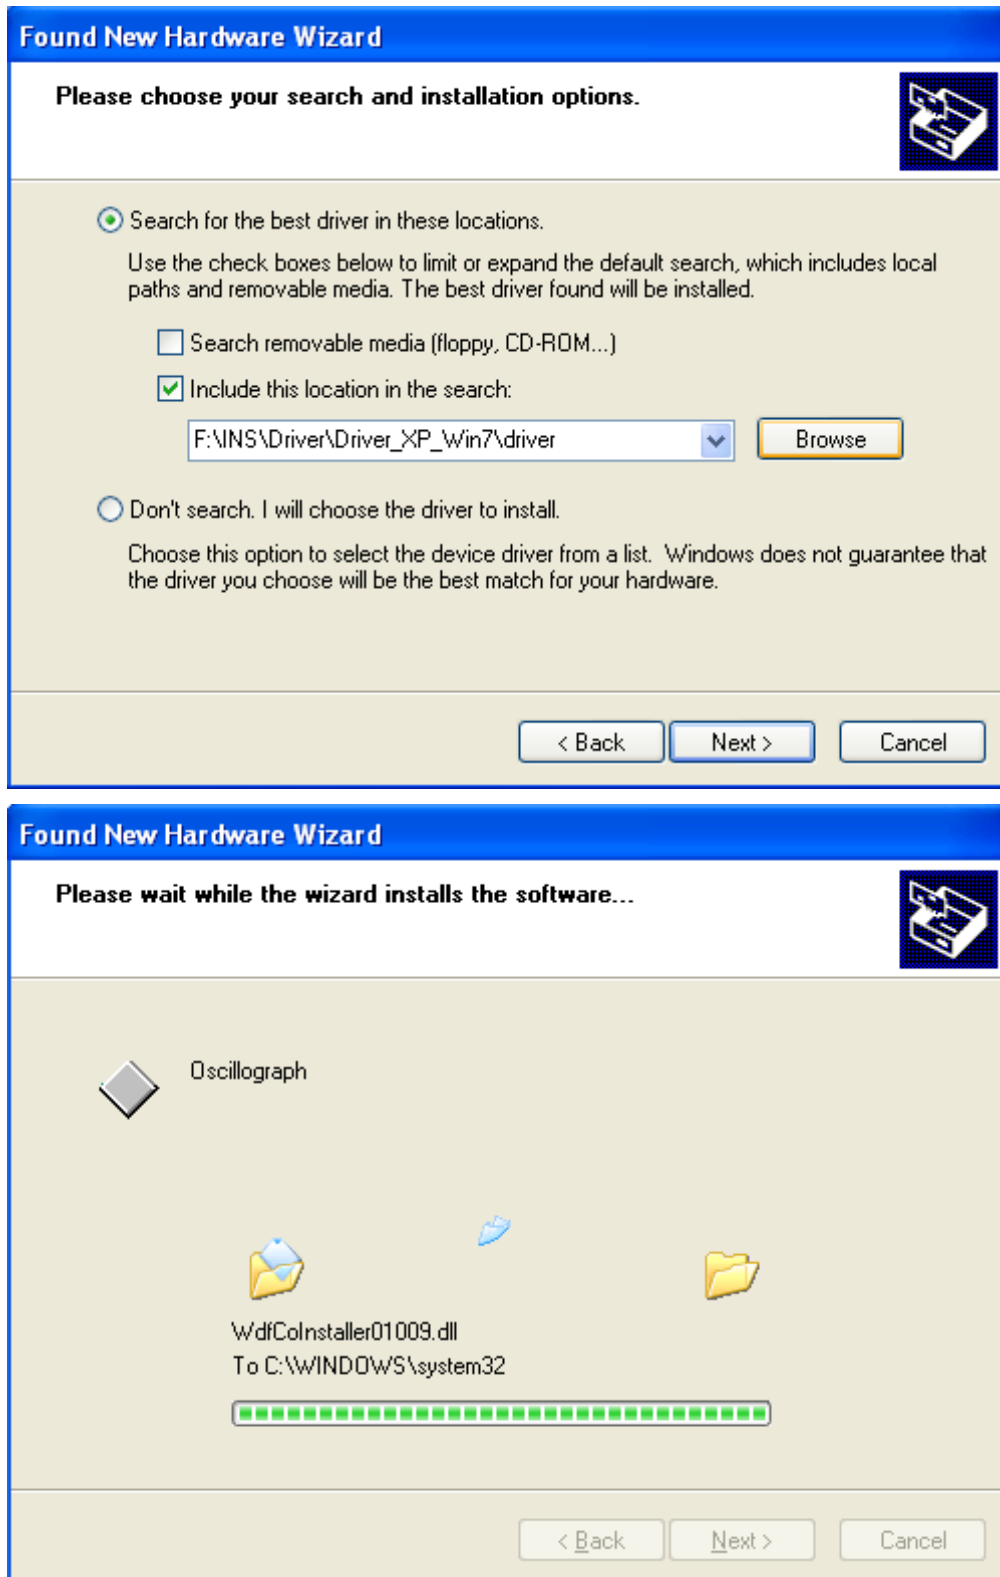 Found New Hardware Wizard
Please choose your search and installation options.
Search for the best driver in these locations.
Use the check boxes below to limit or expand the default search, which includes local
paths and removable media. The best driver found will be installed.
Search removable media (floppy, CD-ROM...)
Include this location in the search:
F:\INS\Driver\Driver_XP_Win7\driver
Browse
Don't search. I will choose the driver to install.
Choose this option to select the device driver from a list.  Windows does not guarantee that
the driver you choose will be the best match for your hardware.
< Back
Next >
Cancel
Found New Hardware Wizard
Please wait while the wizard installs the software...
Oscillograph
WdfCoInstaller01009.dll
To C:\WINDOWS\system32
< Back
Next >
Cancel